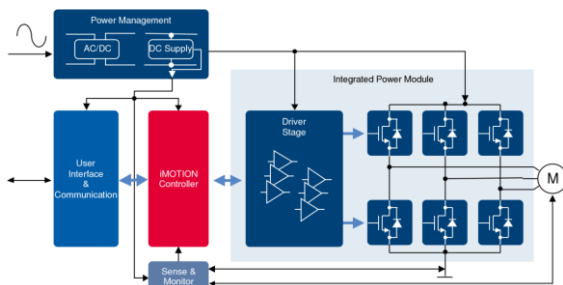 Power Management
AC/DC
DC Supply
Integrated Power Module
User
Interface
&
Communication
iMOTION
Controller
Driver
Stage
M
Sense &
Monitor